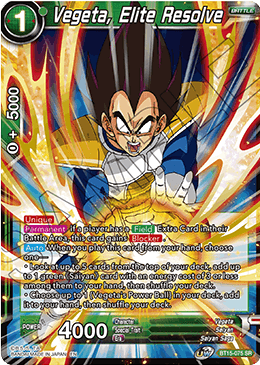 1
Vegeta, Elite Resolve
BATTLE
0 + 5000
Unique
Permanent If a player has a Field Extra Card in their
Battle Area, this card gains Blocker.
Auto When you play this card from your hand, choose
one—
・Look at up to 5 cards from the top of your deck, add up
to 1 green ‹Saiyan› card with an energy cost of 3 or less
among them to your hand, then shuffle your deck.
・Choose up to 1 ‹Vegeta's Power Ball› in your deck, add
it to your hand, then shuffle your deck.
POWER
4000
Character
Special Trait
Era
Vegeta
Saiyan
Saiyan Saga
BANDAI MADE IN JAPAN
BT15-075 SR